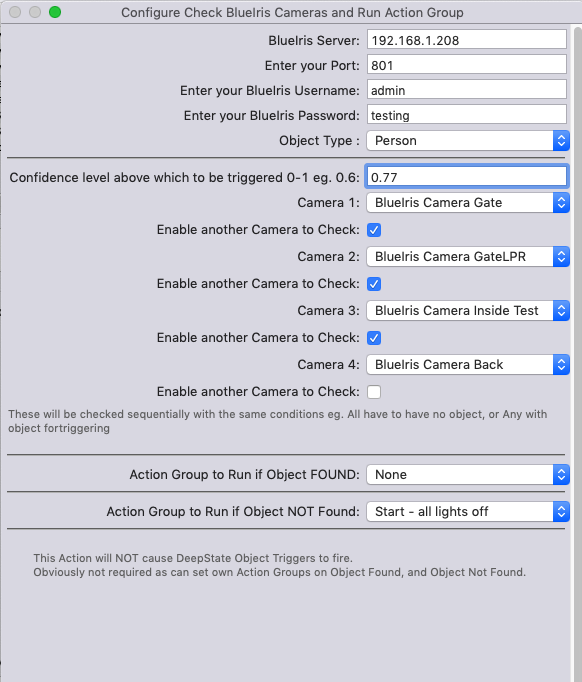 Configure Check BlueIris Cameras and Run Action Group
BlueIris Server: 192.168.1.208
Enter your Port: 801
Enter your BlueIris Username: admin
Enter your BlueIris Password: testing
Object Type : Person
Confidence level above which to be triggered 0-1 eg. 0.6: 0.77
Camera 1: BlueIris Camera Gate
Enable another Camera to Check:
Camera 2: BlueIris Camera GateLPR
Enable another Camera to Check:
Camera 3: BlueIris Camera Inside Test
Enable another Camera to Check:
Camera 4: BlueIris Camera Back
Enable another Camera to Check:
These will be checked sequentially with the same conditions eg. All have to have no object, or Any with
object fortriggering
Action Group to Run if Object FOUND: None
Action Group to Run if Object NOT Found: Start - all lights off
This Action will NOT cause DeepState Object Triggers to fire.
Obviously not required as can set own Action Groups on Object Found, and Object Not Found.